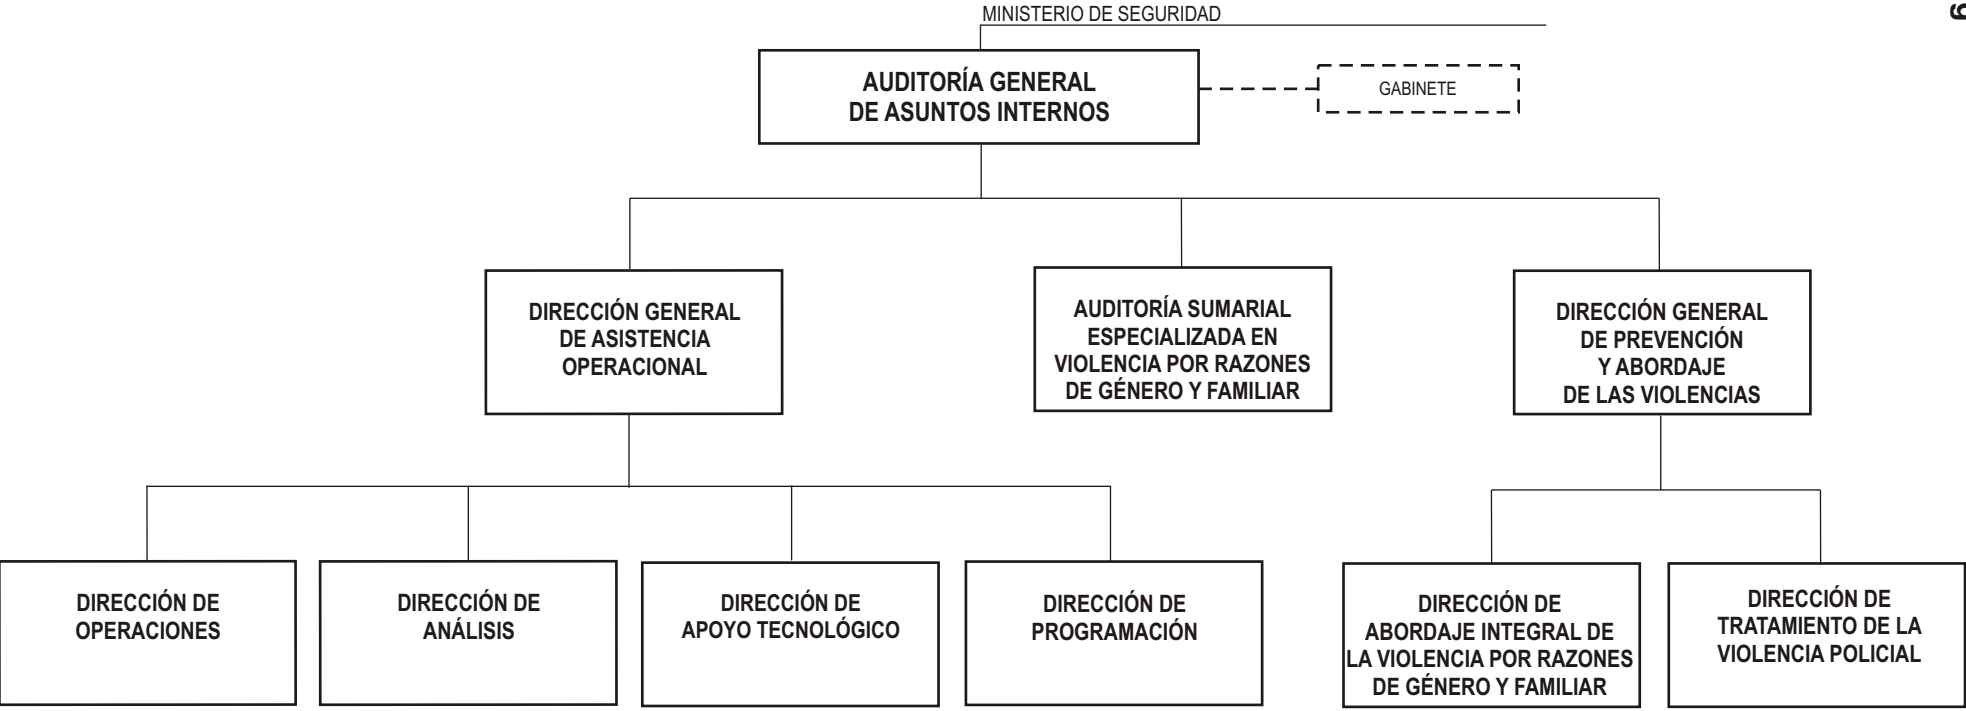 MINISTERIO DE SEGURIDAD
AUDITORÍA GENERAL
DE ASUNTOS INTERNOS
GABINETE
DIRECCIÓN GENERAL
DE ASISTENCIA
OPERACIONAL
AUDITORÍA SUMARIAL
ESPECIALIZADA EN
VIOLENCIA POR RAZONES
DE GÉNERO Y FAMILIAR
DIRECCIÓN GENERAL
DE PREVENCIÓN
Y ABORDAJE
DE LAS VIOLENCIAS
DIRECCIÓN DE
OPERACIONES
DIRECCIÓN DE
ANÁLISIS
DIRECCIÓN DE
APOYO TECNOLÓGICO
DIRECCIÓN DE
PROGRAMACIÓN
DIRECCIÓN DE
ABORDAJE INTEGRAL DE
LA VIOLENCIA POR RAZONES
DE GÉNERO Y FAMILIAR
DIRECCIÓN DE
TRATAMIENTO DE LA
VIOLENCIA POLICIAL